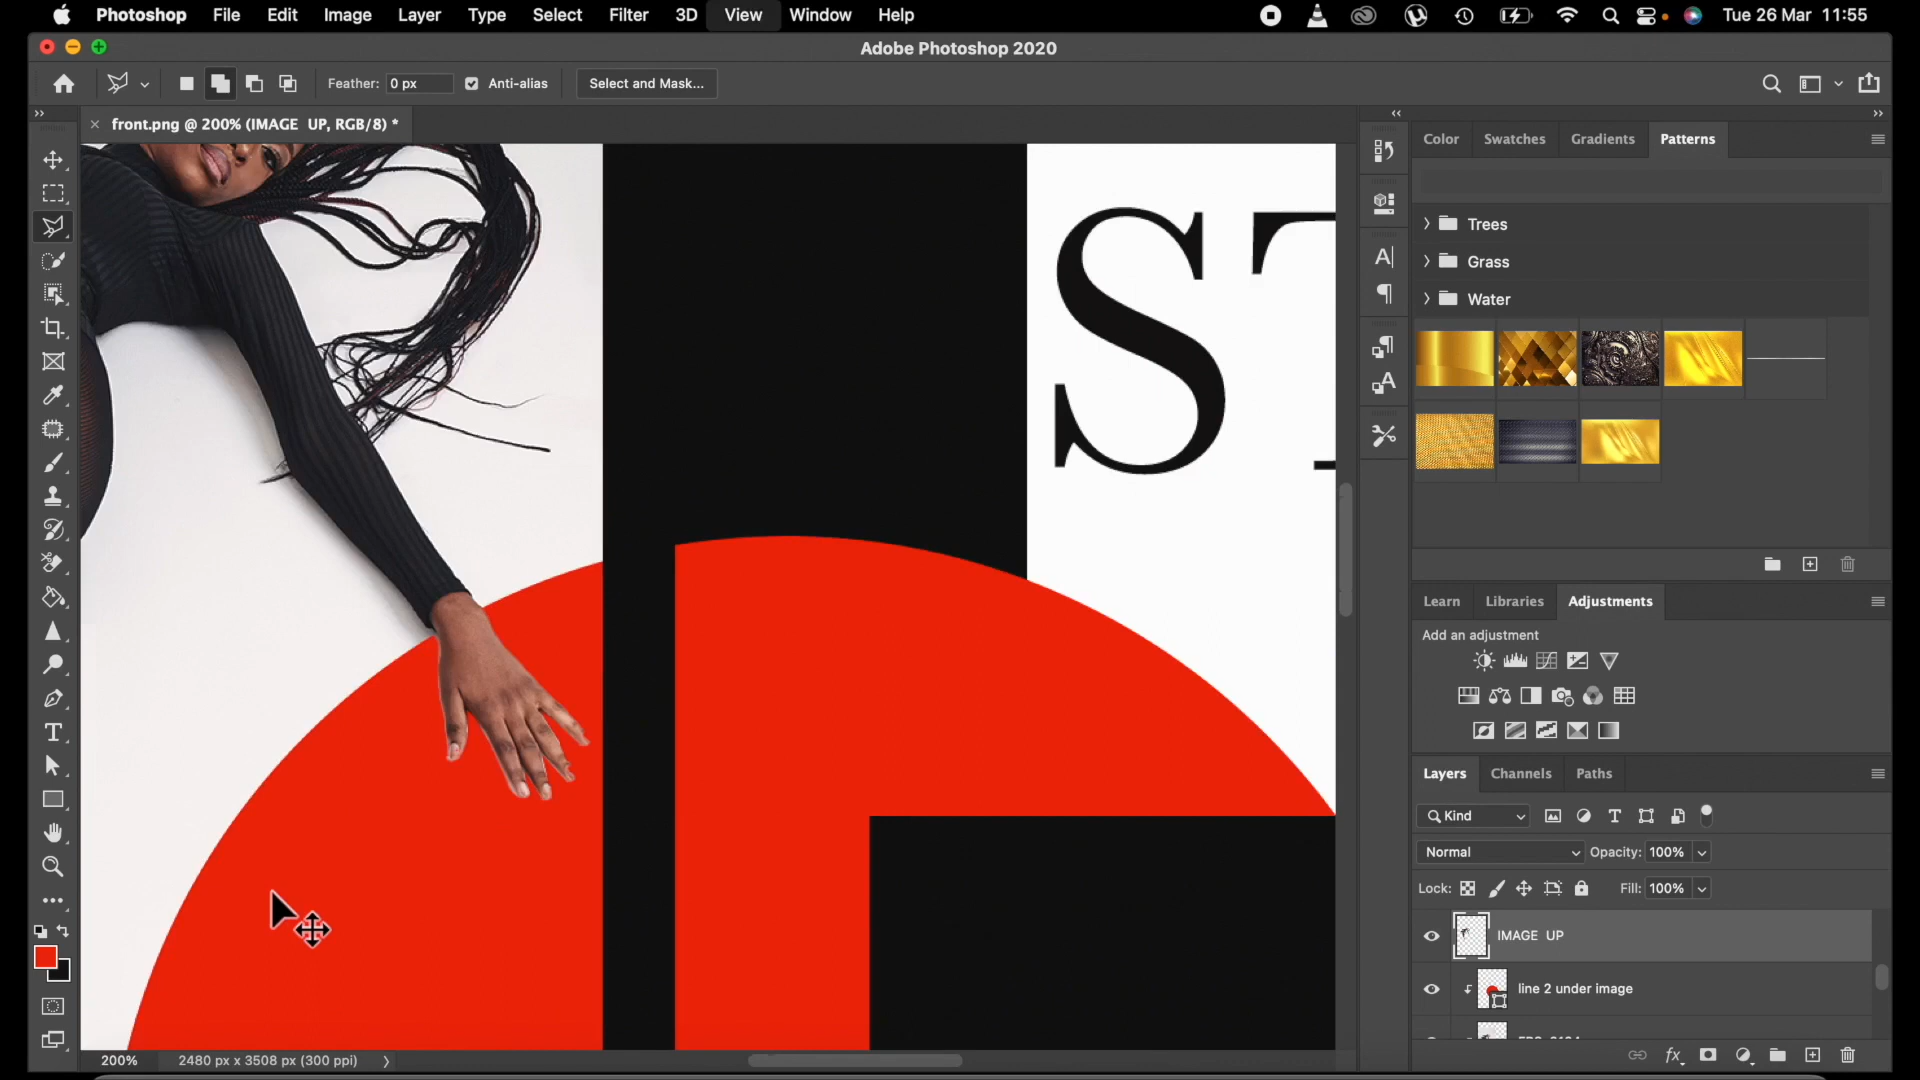 Photoshop File Edit Image Layer Type Select Filter 3D View Window Help Tue 26 Mar 11:55
Adobe Photoshop 2020
Feather: 0 px Anti-alias Select and Mask...
front.png @ 200% (IMAGE UP, RGB/8) *
Color Swatches Gradients Patterns
Trees
Grass
Water
ST
Learn Libraries Adjustments
Add an adjustment
Layers Channels Paths
Kind
Normal Opacity: 100%
Lock: Fill: 100%
IMAGE UP
line 2 under image
200% 2480 px x 3508 px (300 ppi)